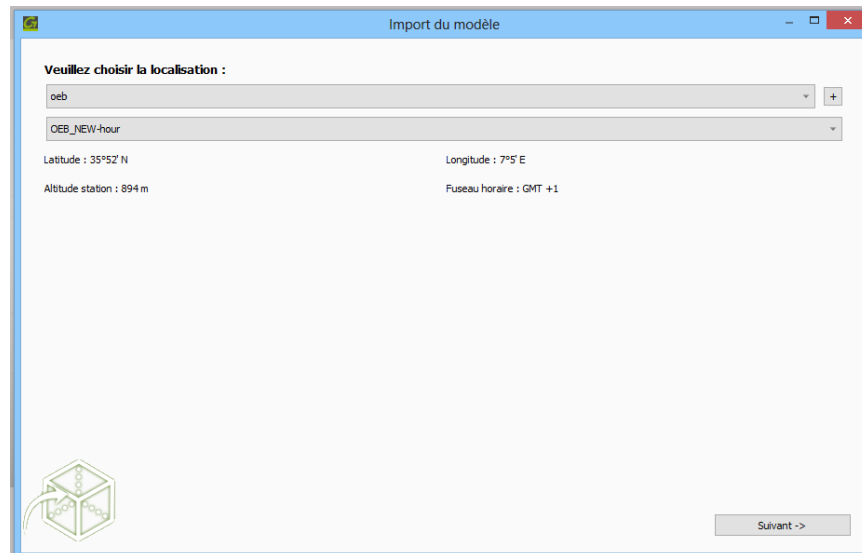 Import du modèle
Veuillez choisir la localisation :
oeb
+
OEB_NEW-hour
Latitude : 35°52' N
Longitude : 7°5' E
Altitude station : 894 m
Fuseau horaire : GMT +1
Suivant ->